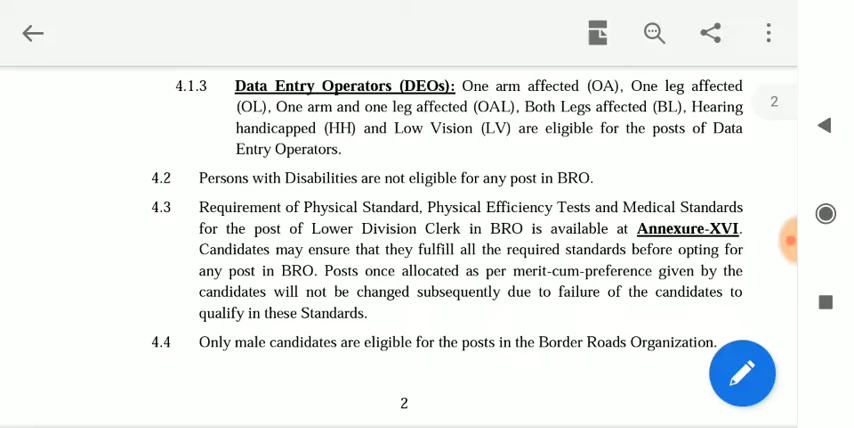 4.1.3 Data Entry Operators (DEOs): One arm affected (OA), One leg affected
(OL), One arm and one leg affected (OAL), Both Legs affected (BL), Hearing
2
handicapped (HH) and Low Vision (LV) are eligible for the posts of Data
Entry Operators.
4.2 Persons with Disabilities are not eligible for any post in BRO.
4.3 Requirement of Physical Standard, Physical Efficiency Tests and Medical Standards
for the post of Lower Division Clerk in BRO is available at Annexure-XVI.
Candidates may ensure that they fulfill all the required standards before opting for
any post in BRO. Posts once allocated as per merit-cum-preference given by the
candidates will not be changed subsequently due to failure of the candidates to
qualify in these Standards.
4.4 Only male candidates are eligible for the posts in the Border Roads Organization.
2